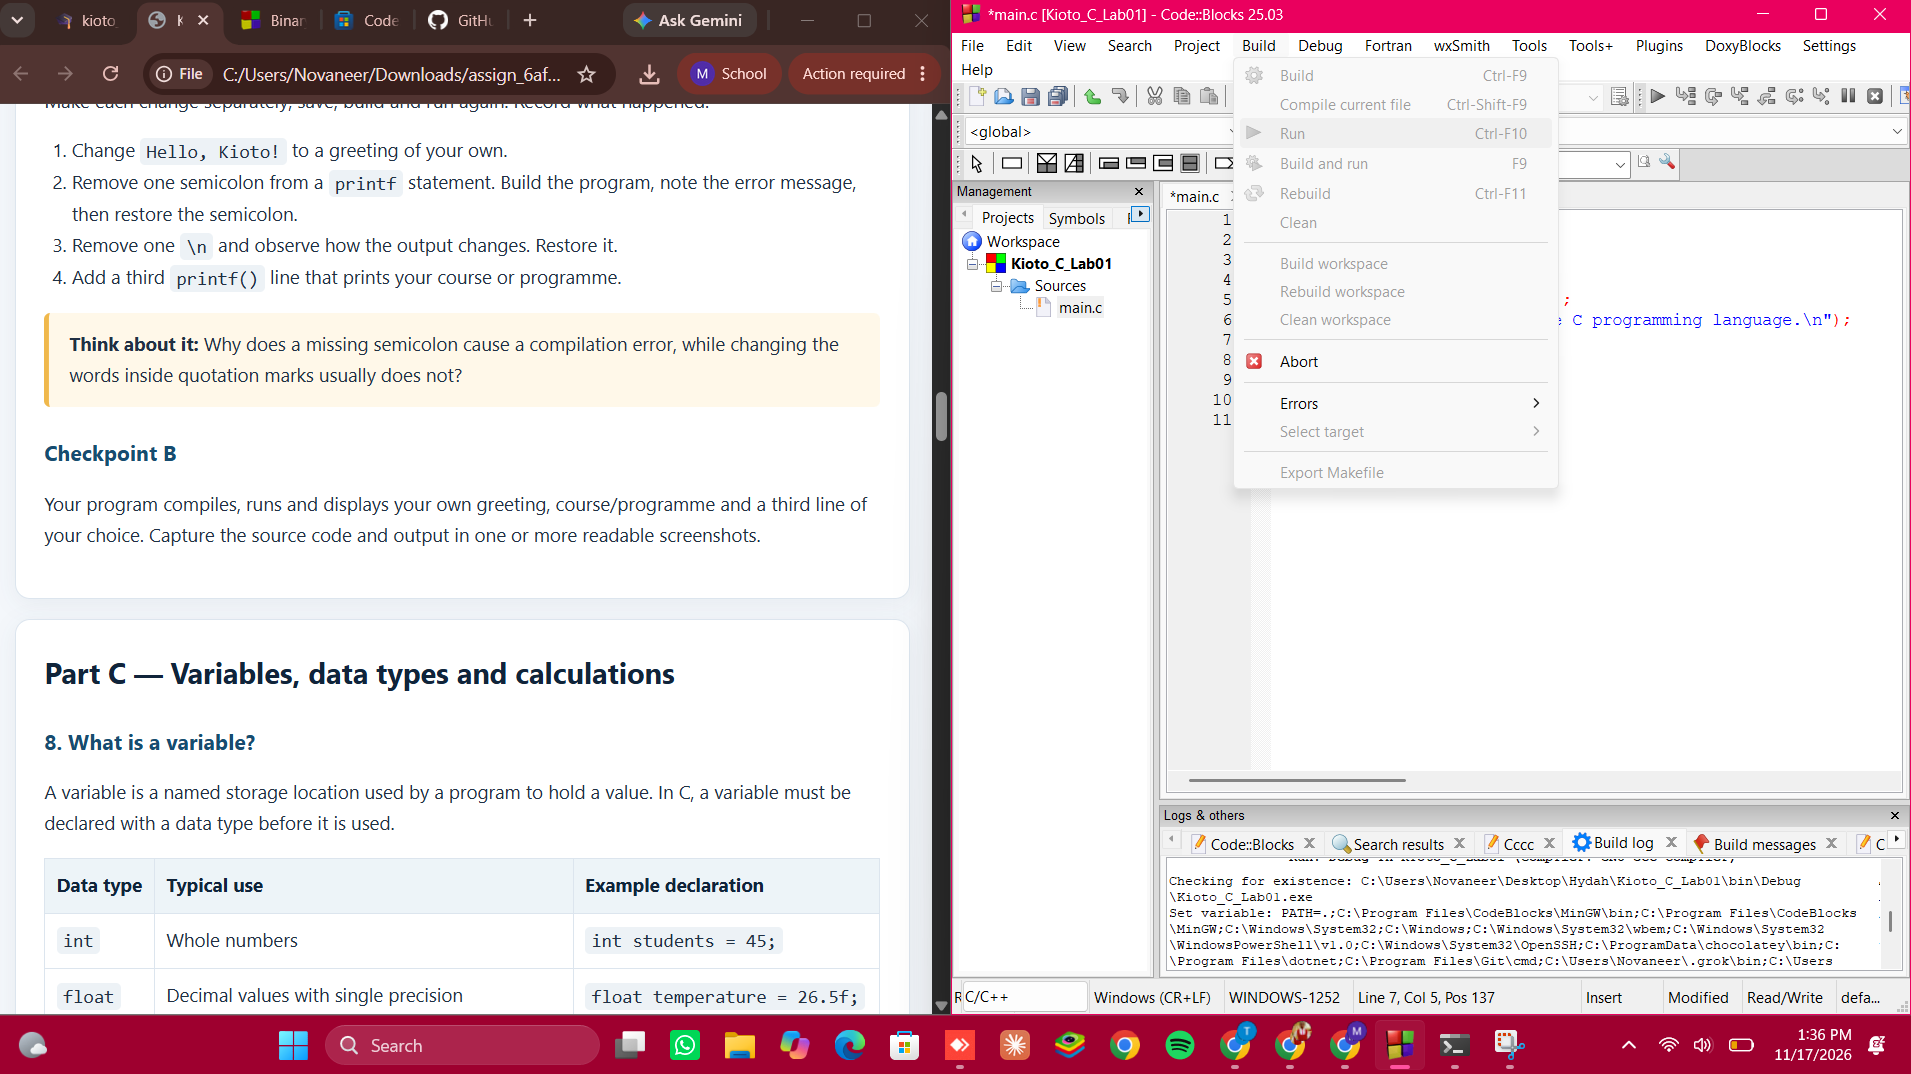 kioto
K
Binar
Code
GitHu
Ask Gemini
File
C:/Users/Novaneer/Downloads/assign_6af...
M School
Action required
Make each change separately, save, build and run again. Record what happened.
1. Change Hello, Kioto! to a greeting of your own.
2. Remove one semicolon from a printf statement. Build the program, note the error message,
then restore the semicolon.
3. Remove one \n and observe how the output changes. Restore it.
4. Add a third printf() line that prints your course or programme.
Think about it: Why does a missing semicolon cause a compilation error, while changing the
words inside quotation marks usually does not?
Checkpoint B
Your program compiles, runs and displays your own greeting, course/programme and a third line of
your choice. Capture the source code and output in one or more readable screenshots.
Part C — Variables, data types and calculations
8. What is a variable?
A variable is a named storage location used by a program to hold a value. In C, a variable must be
declared with a data type before it is used.
Data type Typical use Example declaration
int Whole numbers int students = 45;
float Decimal values with single precision float temperature = 26.5f;
*main.c [Kioto_C_Lab01] - Code::Blocks 25.03
File Edit View Search Project Build Debug Fortran wxSmith Tools Tools+ Plugins DoxyBlocks Settings
Help
Build Ctrl-F9
Compile current file Ctrl-Shift-F9
Run Ctrl-F10
Build and run F9
Rebuild Ctrl-F11
Clean
Build workspace
Rebuild workspace
Clean workspace
Abort
Errors
Select target
Export Makefile
<global>
Management
Projects Symbols
Workspace
Kioto_C_Lab01
Sources
main.c
*main.c
1
2
3
4
5 ;
6 e C programming language.\n");
7
8
9
10
11
Logs & others
Code::Blocks Search results Cccc Build log Build messages C
Checking for existence: C:\Users\Novaneer\Desktop\Hydah\Kioto_C_Lab01\bin\Debug
\Kioto_C_Lab01.exe
Set variable: PATH=.;C:\Program Files\CodeBlocks\MinGW\bin;C:\Program Files\CodeBlocks
\MinGW;C:\Windows\System32;C:\Windows;C:\Windows\System32\wbem;C:\Windows\System32
\WindowsPowerShell\v1.0;C:\Windows\System32\OpenSSH;C:\ProgramData\chocolatey\bin;C:
\Program Files\dotnet;C:\Program Files\Git\cmd;C:\Users\Novaneer\.grok\bin;C:\Users
C/C++ Windows (CR+LF) WINDOWS-1252 Line 7, Col 5, Pos 137 Insert Modified Read/Write defa...
Search
T
M
M
1:36 PM
11/17/2026